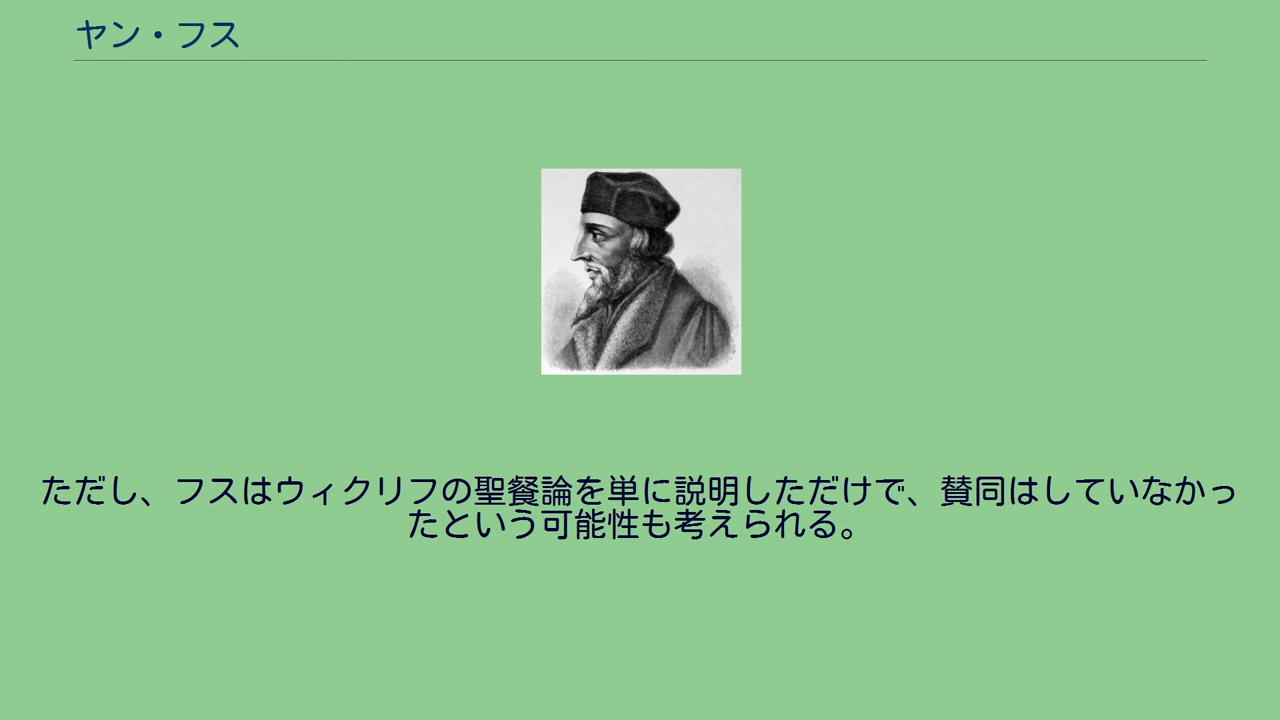 ヤン・フス
ただし、フスはウィクリフの聖餐論を単に説明しただけで、賛同はしていなかっ
たという可能性も考えられる。